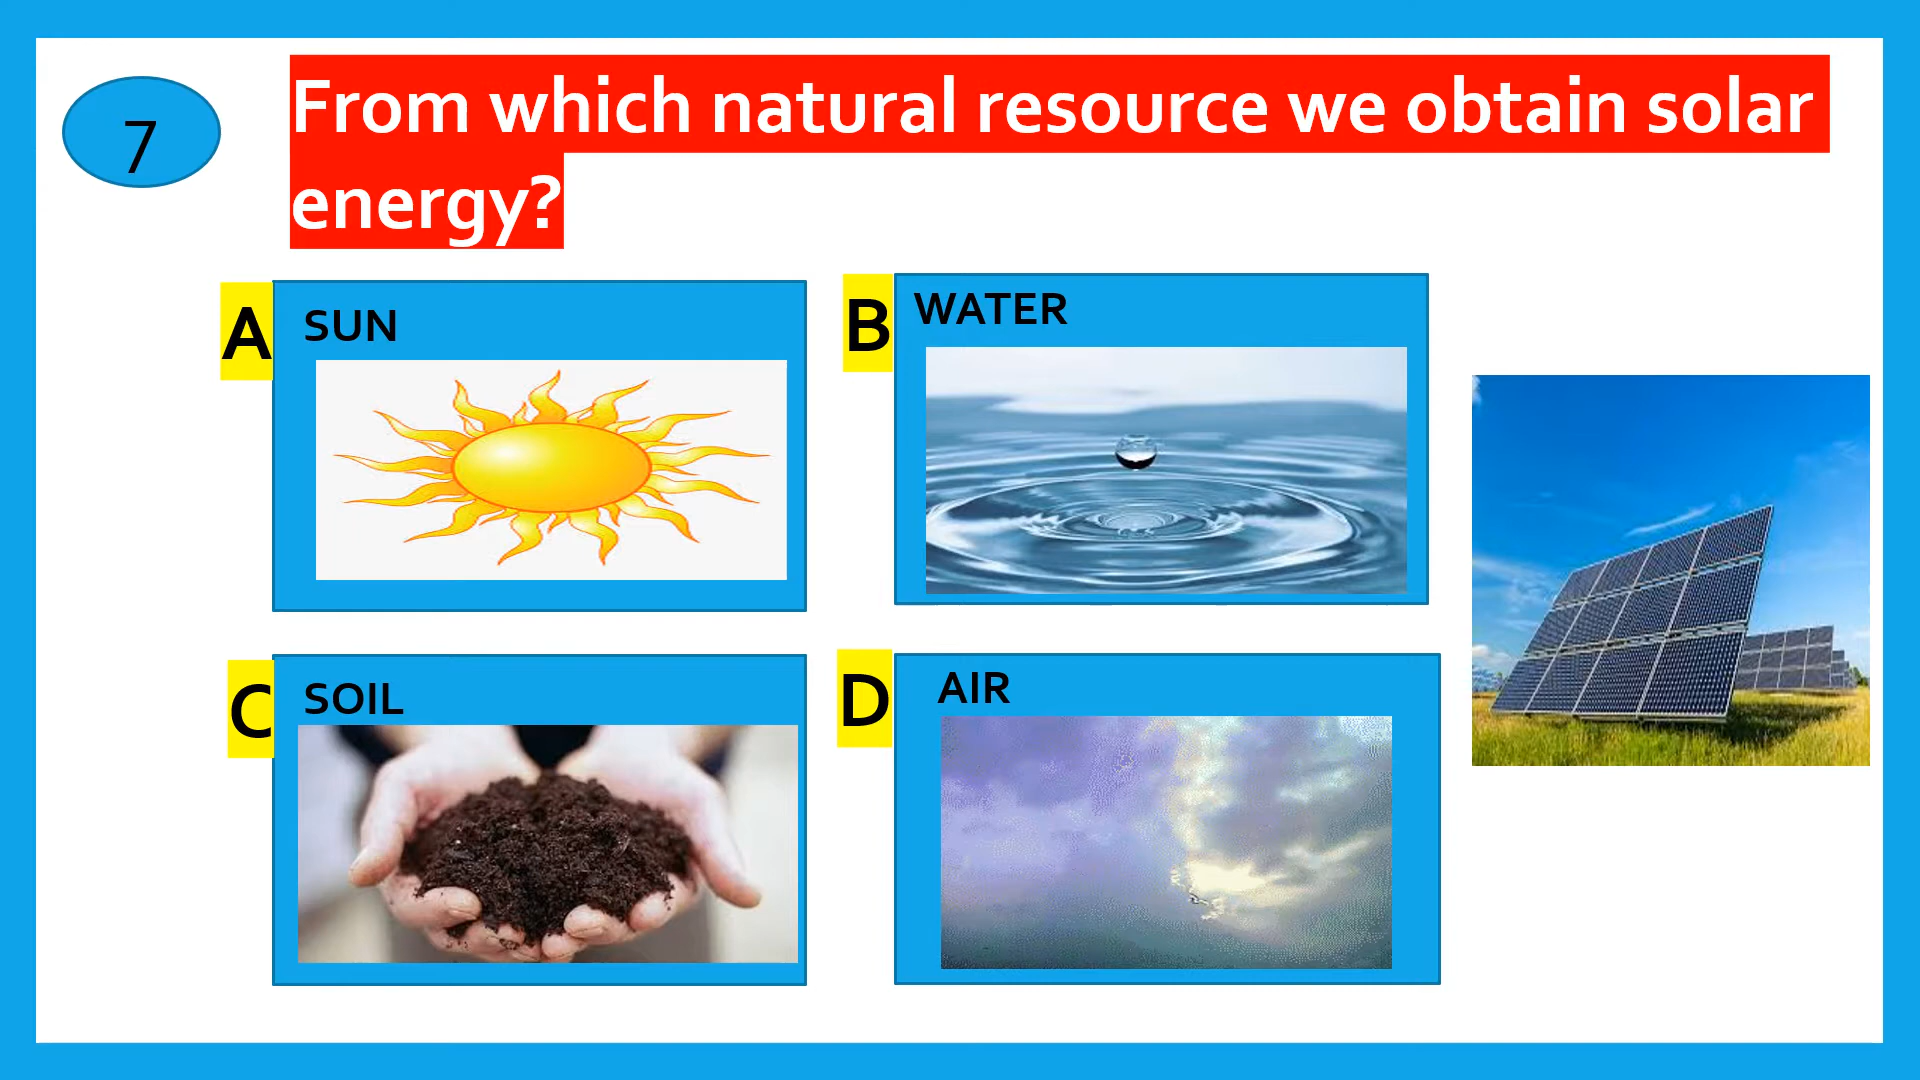 7
From which natural resource we obtain solar
energy?
A
SUN
B
WATER
C
SOIL
D
AIR